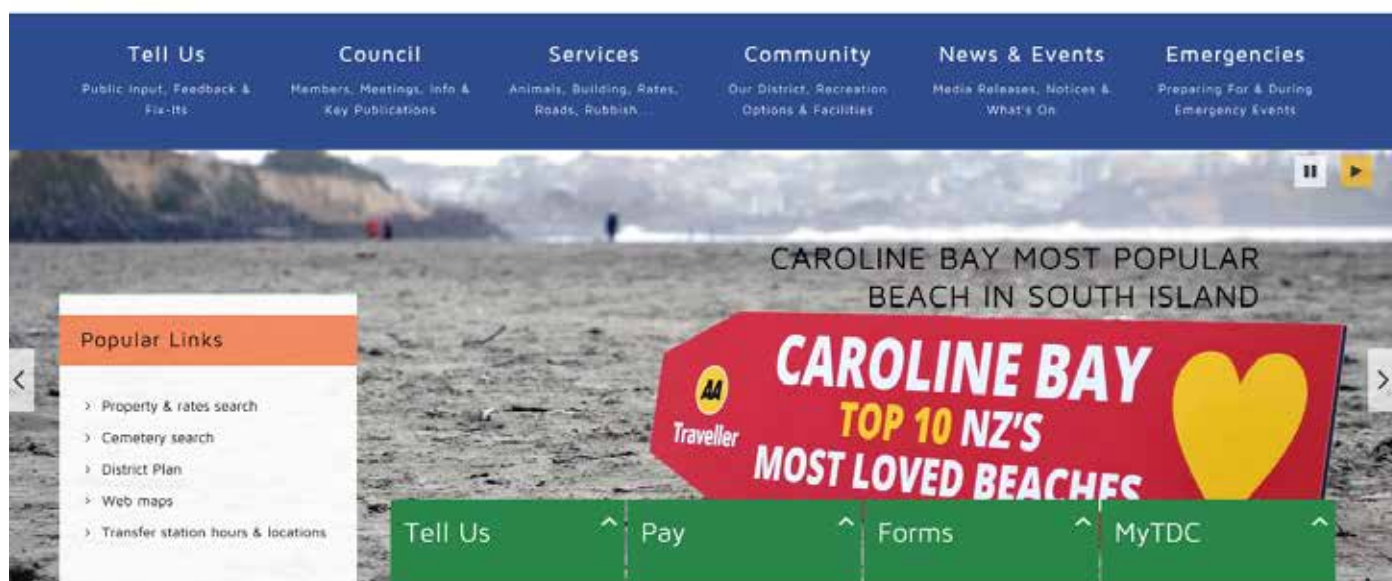 Tell Us
Public Input, Feedback &
Fix-Its
Council
Members, Meetings, Info &
Key Publications
Services
Animals, Building, Rates,
Roads, Rubbish...
Community
Our District, Recreation
Options & Facilities
News & Events
Media Releases, Notices &
What's On
Emergencies
Preparing For & During
Emergency Events
CAROLINE BAY MOST POPULAR
BEACH IN SOUTH ISLAND
Popular Links
> Property & rates search
> Cemetery search
> District Plan
> Web maps
> Transfer station hours & locations
AA
Traveller
CAROLINE BAY
TOP 10 NZ'S
MOST LOVED BEACHES
Tell Us
Pay
Forms
MyTDC